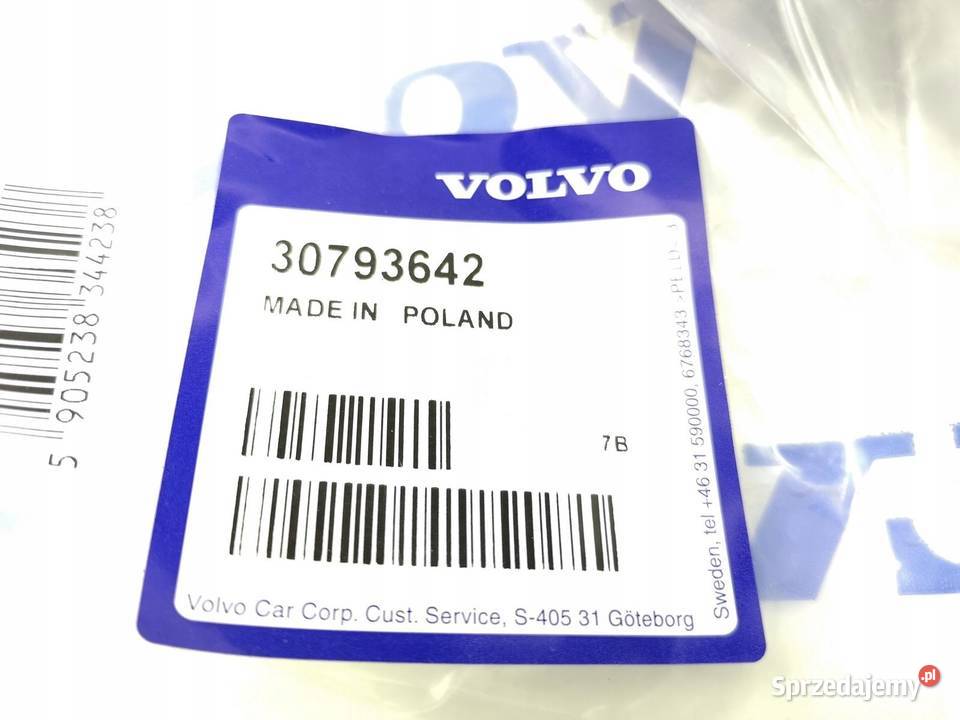 VOLVO
30793642
MADE IN POLAND
7B
Volvo Car Corp. Cust. Service, S-405 31 Göteborg
Sweden, tel +46 31 590000, 6768343
5 905238 344238
Sprzedajemy.pl